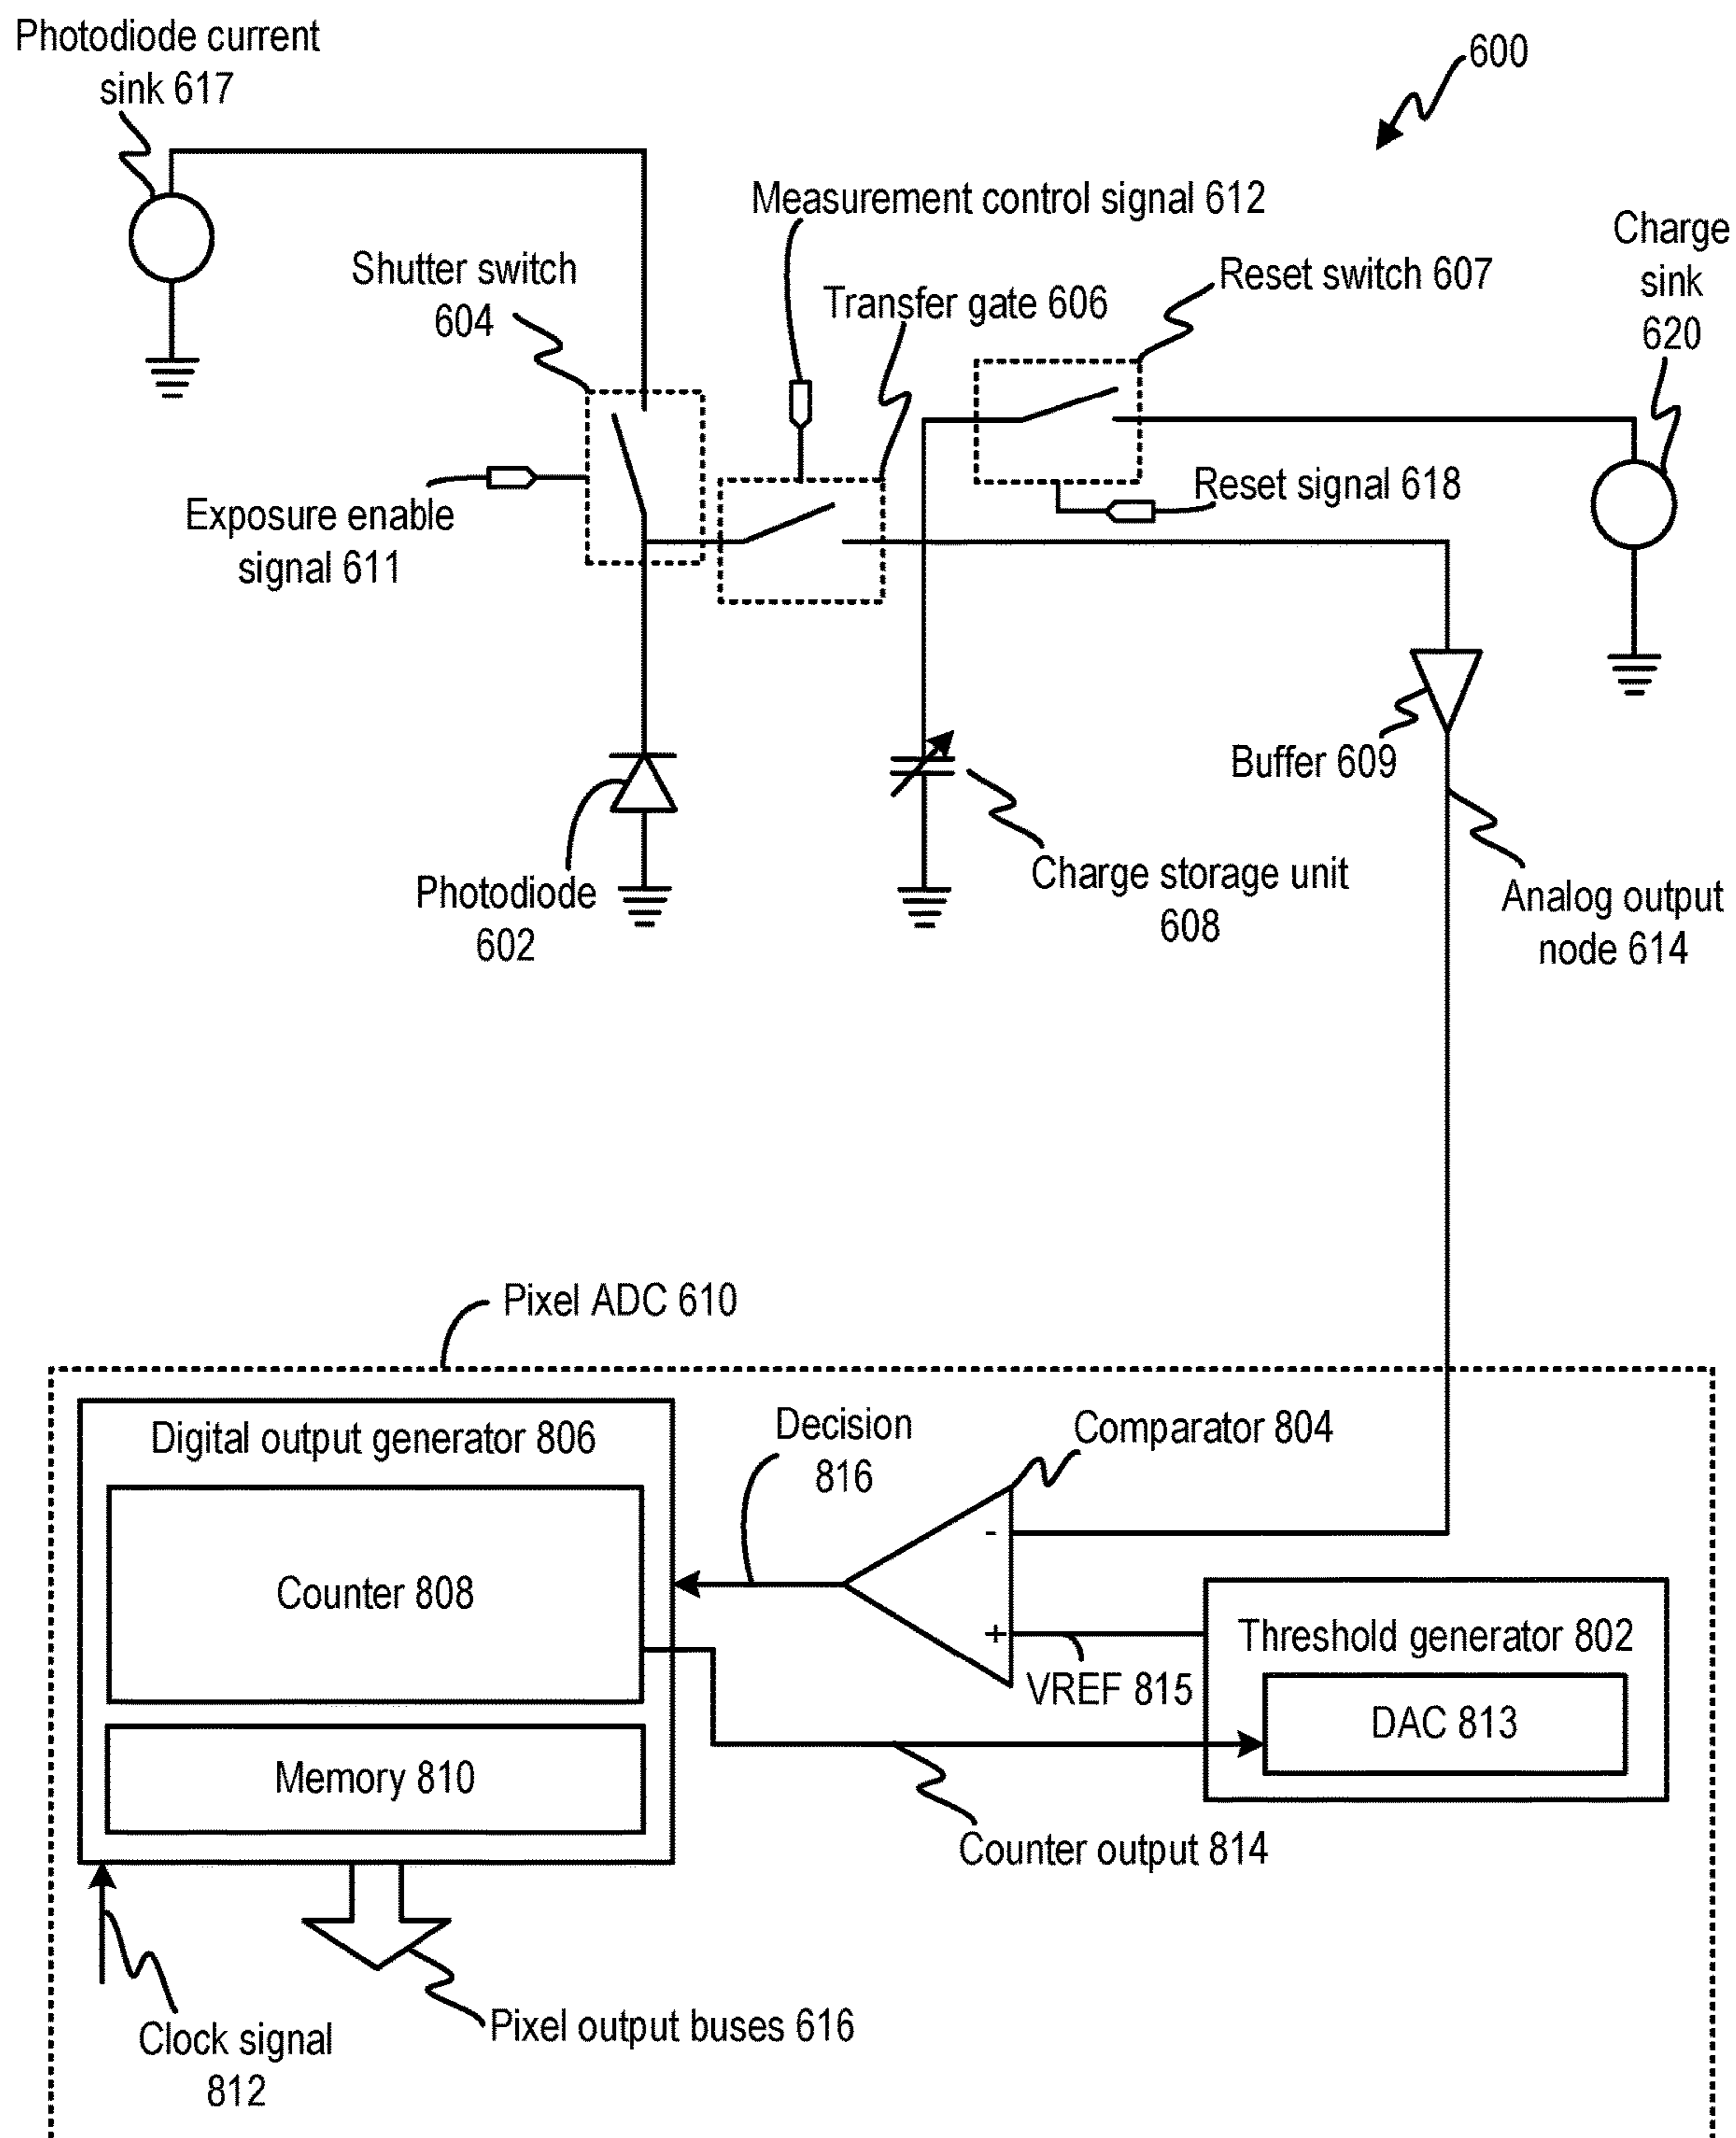 Photodiode current
sink 617
600
Measurement control signal 612
Charge
sink
620
Shutter switch
604
Transfer gate 606
Reset switch 607
Exposure enable
signal 611
Reset signal 618
Buffer 609
Photodiode
602
Charge storage unit
608
Analog output
node 614
Pixel ADC 610
Digital output generator 806
Decision
816
Comparator 804
-
Counter 808
+
Threshold generator 802
VREF 815
DAC 813
Memory 810
Counter output 814
Clock signal
812
Pixel output buses 616